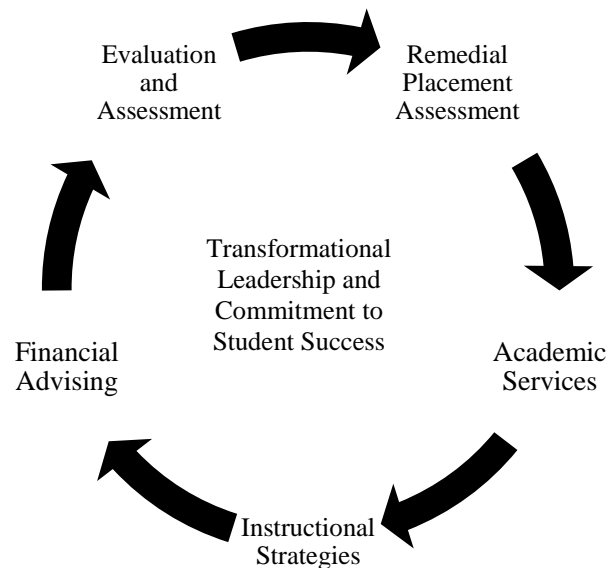 Evaluation
and
Assessment
Remedial
Placement
Assessment
Transformational
Leadership and
Commitment to
Student Success
Financial
Advising
Academic
Services
Instructional
Strategies